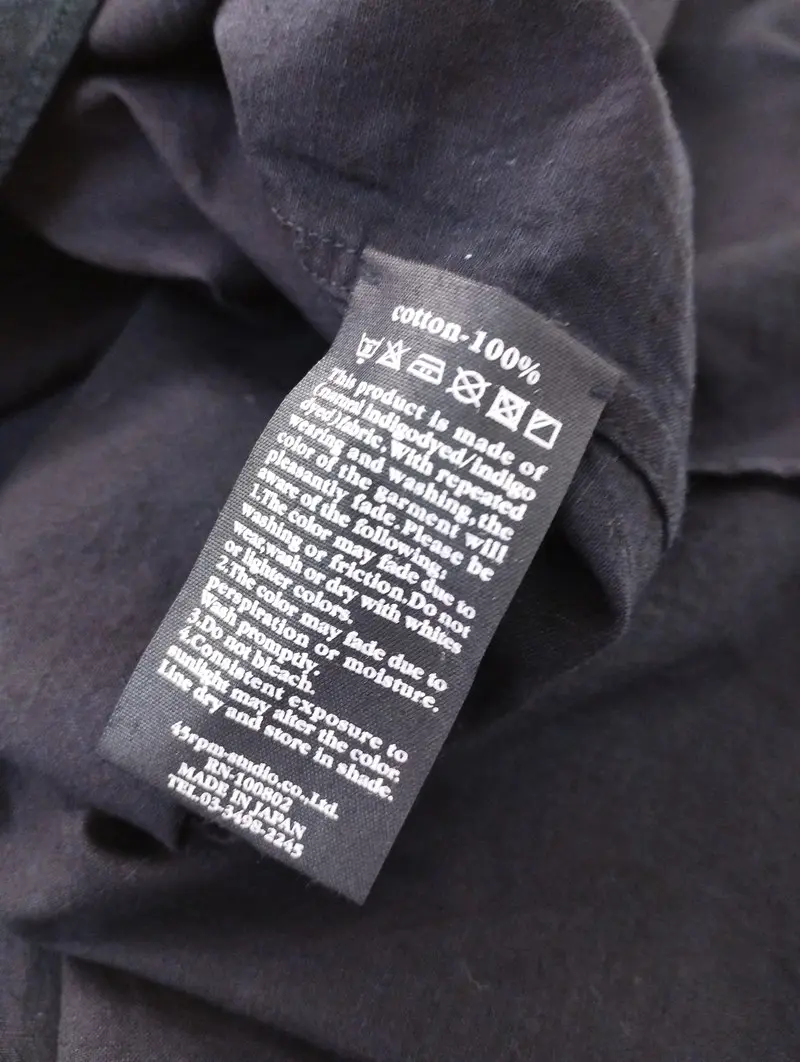 cotton-100%
This product is made of
(natural indigodyed/indigo
dyed)fabric. With repeated
wetting and washing,the
color of the garment will
pleasantly fade. Please be
aware of the following;
1.The color may fade due to
washing or friction.Do not
wear,wash or dry with whites
or lighter colors.
2.The color may fade due to
perspiration or moisture.
Wash promptly.
3.Do not bleach.
4.Consistent exposure to
sunlight may alter the color.
Line dry and store in shade.
45rpm-studio.co.,Ltd.
RN-100802
MADE IN JAPAN
TEL.03-3498-2245